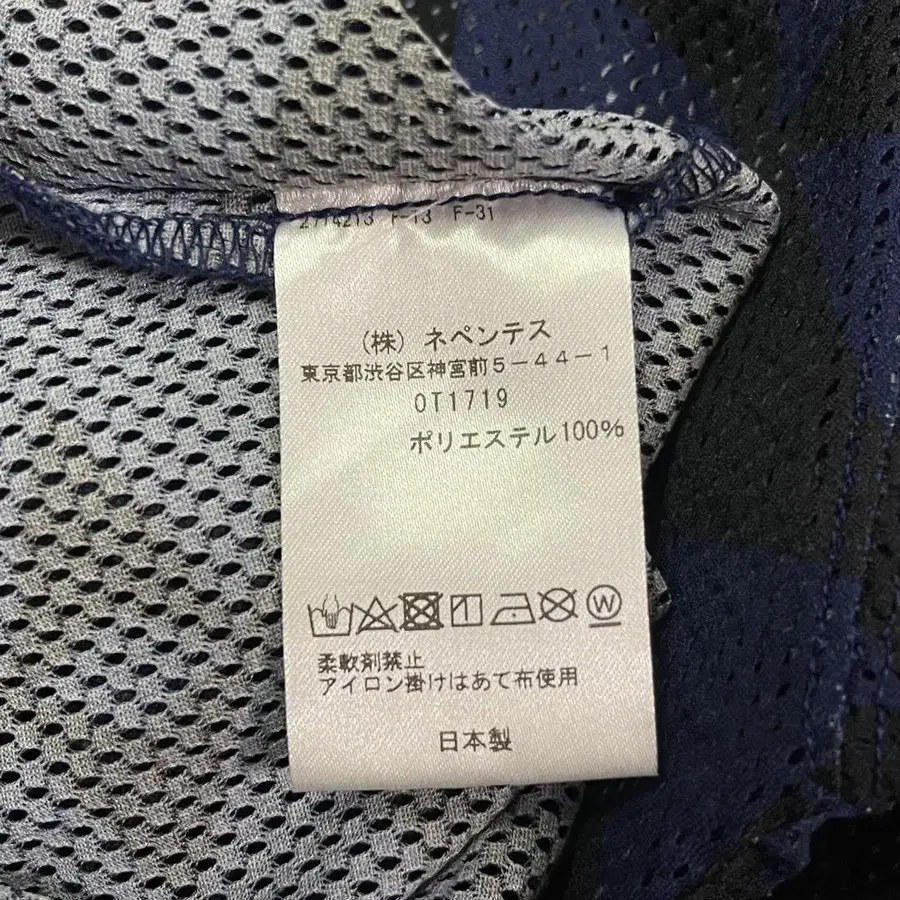 F-13 F-31
(株) ネペンテス
東京都渋谷区神宮前5-44-1
OT1719
ポリエステル100%
W
柔軟剤禁止
アイロン掛けはあて布使用
日本製